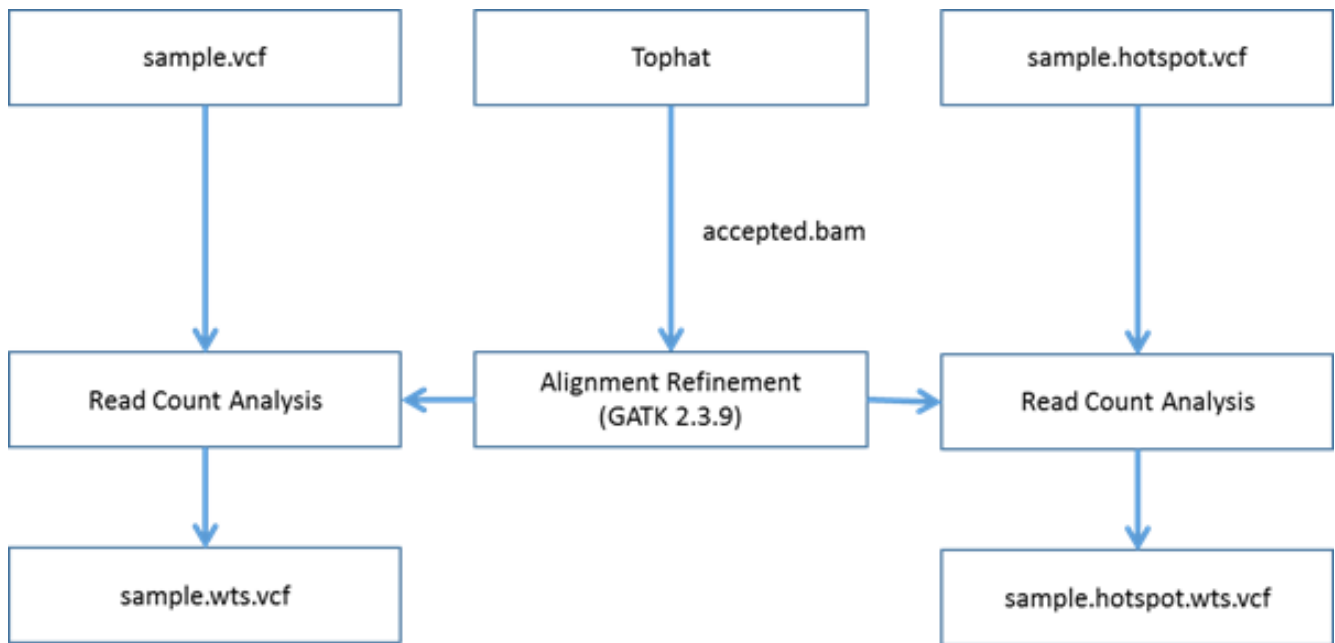 sample.vcf
Tophat
sample.hotspot.vcf
accepted.bam
Read Count Analysis
Alignment Refinement
(GATK 2.3.9)
Read Count Analysis
sample.wts.vcf
sample.hotspot.wts.vcf